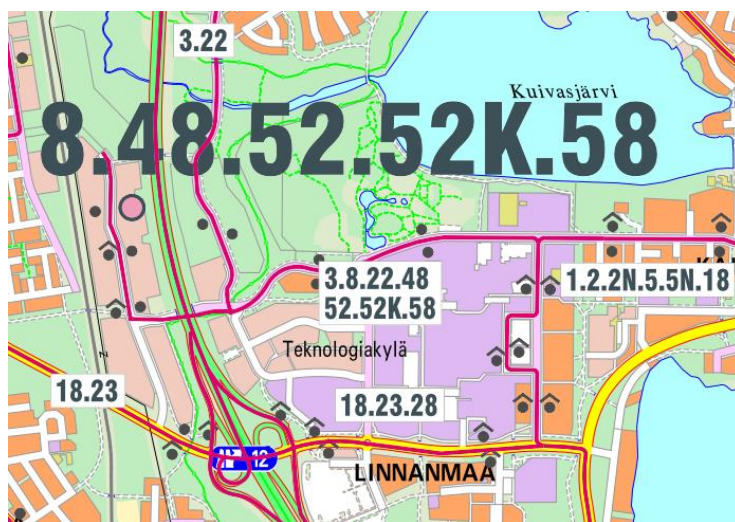 3.22
Kuivasjärvi
8.48.52.52K.58
3.8.22.48
52.52K.58
1.2.2N.5.5N.18
Teknologiakylä
18.23
18.23.28
12
LINNANMAA